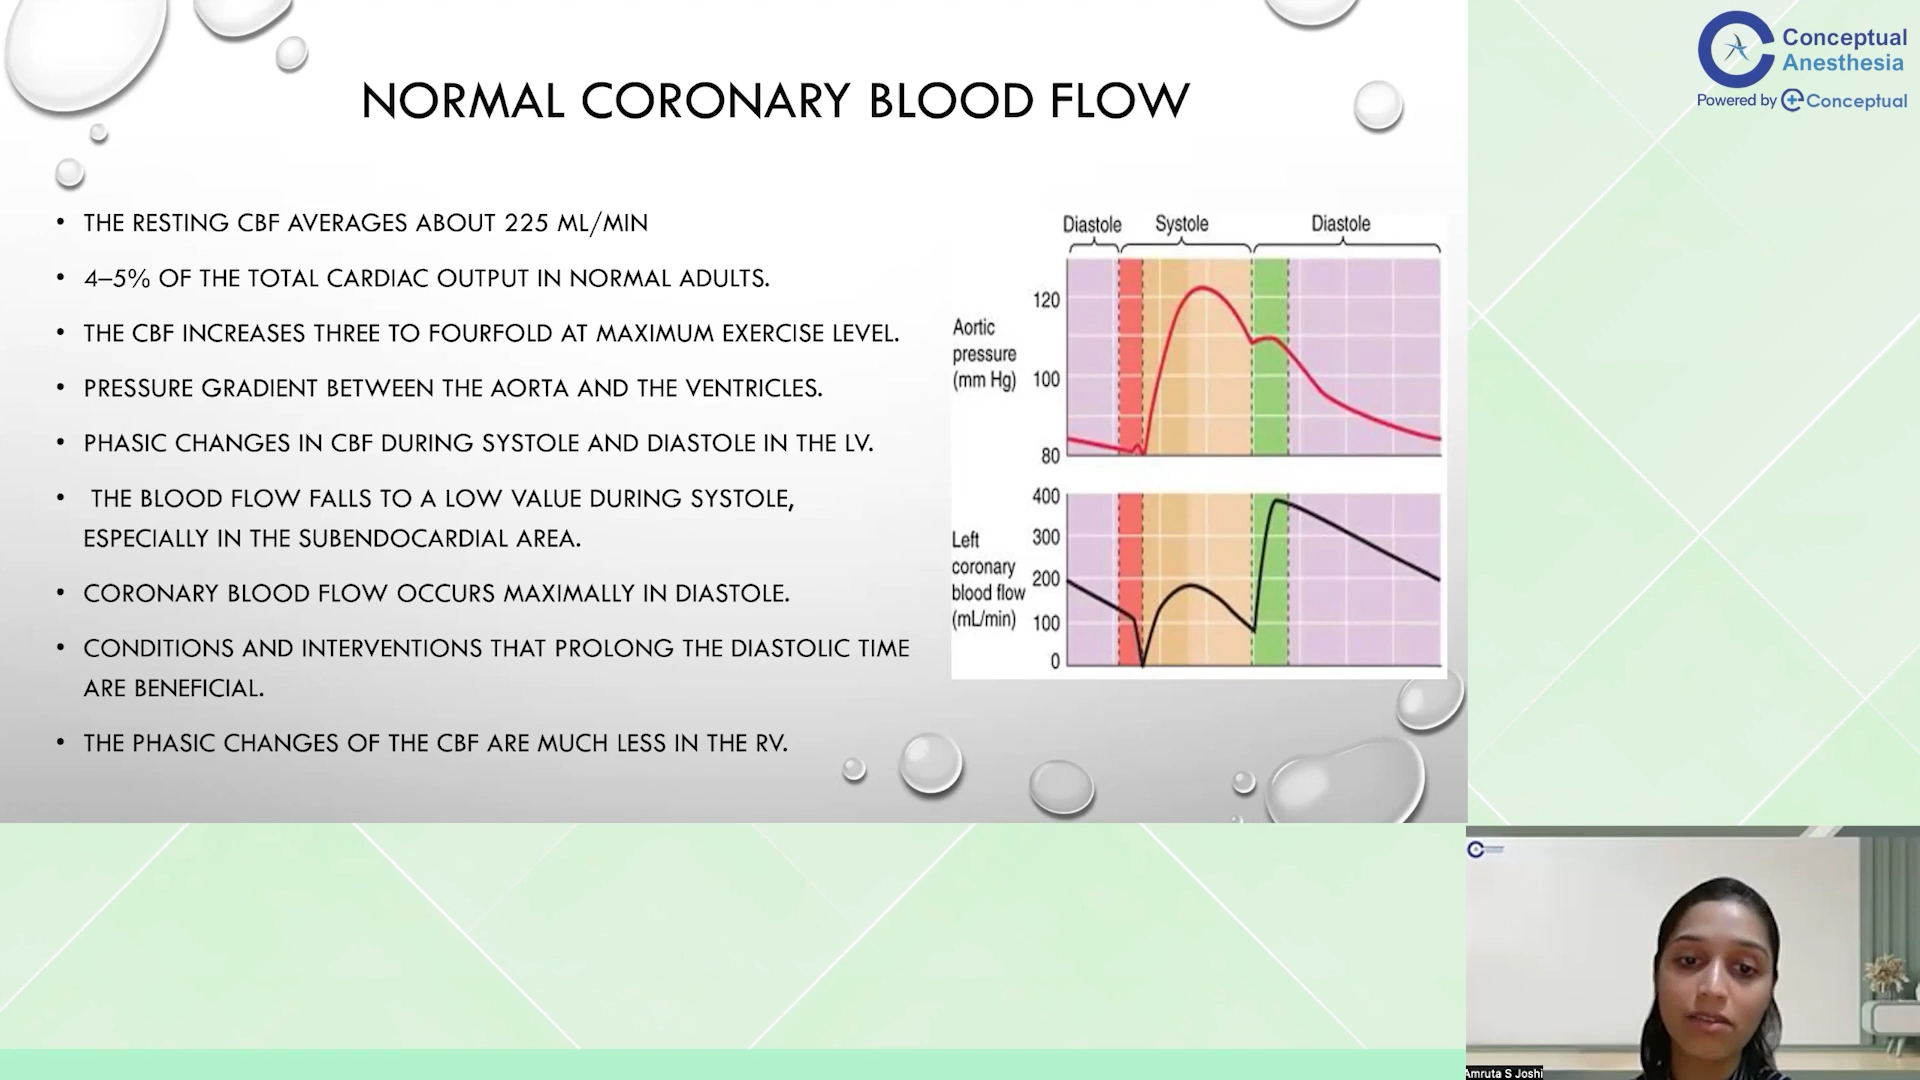 NORMAL CORONARY BLOOD FLOW
• THE RESTING CBF AVERAGES ABOUT 225 ML/MIN
• 4–5% OF THE TOTAL CARDIAC OUTPUT IN NORMAL ADULTS.
• THE CBF INCREASES THREE TO FOURFOLD AT MAXIMUM EXERCISE LEVEL.
• PRESSURE GRADIENT BETWEEN THE AORTA AND THE VENTRICLES.
• PHASIC CHANGES IN CBF DURING SYSTOLE AND DIASTOLE IN THE LV.
• THE BLOOD FLOW FALLS TO A LOW VALUE DURING SYSTOLE,
ESPECIALLY IN THE SUBENDOCARDIAL AREA.
• CORONARY BLOOD FLOW OCCURS MAXIMALLY IN DIASTOLE.
• CONDITIONS AND INTERVENTIONS THAT PROLONG THE DIASTOLIC TIME
ARE BENEFICIAL.
• THE PHASIC CHANGES OF THE CBF ARE MUCH LESS IN THE RV.
Diastole Systole Diastole
Aortic
pressure
(mm Hg)
120
100
80
Left
coronary
blood flow
(mL/min)
400
300
200
100
0
Conceptual
Anesthesia
Powered by Conceptual
Amruta S Joshi